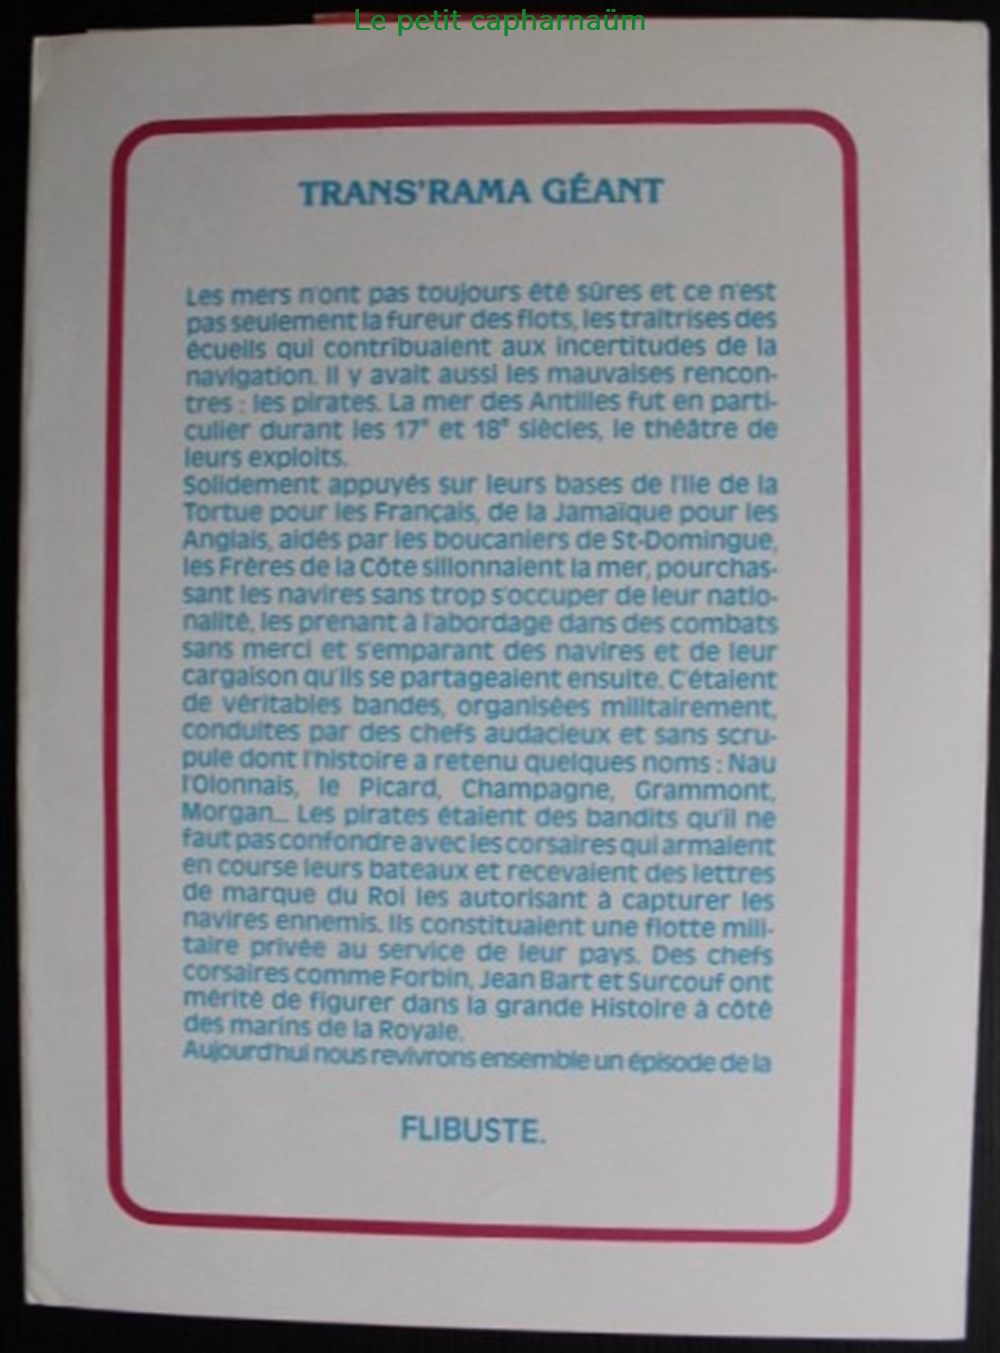 Le petit capharnaüm
TRANS'RAMA GÉANT
Les mers n'ont pas toujours été sûres et ce n'est
pas seulement la fureur des flots, les traîtrises des
écueils qui contribuaient aux incertitudes de la
navigation. Il y avait aussi les mauvaises rencon-
tres : les pirates. La mer des Antilles fut en parti-
culier durant les 17e et 18e siècles, le théâtre de
leurs exploits.
Solidement appuyés sur leurs bases de l'île de la
Tortue pour les Français, de la Jamaïque pour les
Anglais, aidés par les boucaniers de St-Domingue,
les Frères de la Côte sillonnaient la mer, pourchas-
sant les navires sans trop s'occuper de leur natio-
nalité, les prenant à l'abordage dans des combats
sans merci et s'emparant des navires et de leur
cargaison qu'ils se partageaient ensuite. C'étaient
de véritables bandes, organisées militairement,
conduites par des chefs audacieux et sans scru-
pule dont l'histoire a retenu quelques noms : Nau
l'Olonnais, le Picard, Champagne, Grammont,
Morgan... Les pirates étaient des bandits qu'il ne
faut pas confondre avec les corsaires qui armaient
en course leurs bateaux et recevaient des lettres
de marque du Roi les autorisant à capturer les
navires ennemis. Ils constituaient une flotte mili-
taire privée au service de leur pays. Des chefs
corsaires comme Forbin, Jean Bart et Surcouf ont
mérité de figurer dans la grande Histoire à côté
des marins de la Royale.
Aujourd'hui nous revivrons ensemble un épisode de la
FLIBUSTE.